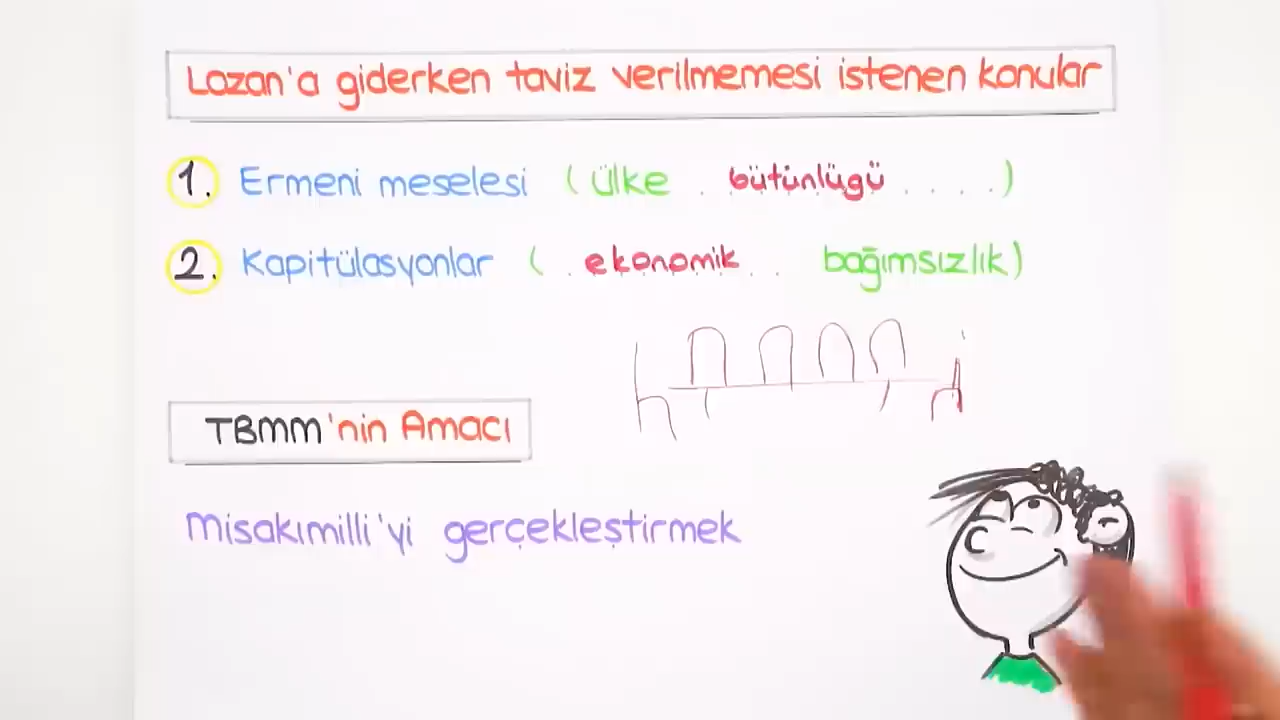 Lozan'a giderken taviz verilmemesi istenen konular
1. Ermeni meselesi (ülke . bütünlügü . . . .)
2. Kapitülasyonlar ( . ekonomik . . bağımsızlık)
TBMM'nin Amacı
Misakımilli'yi gerçekleştirmek